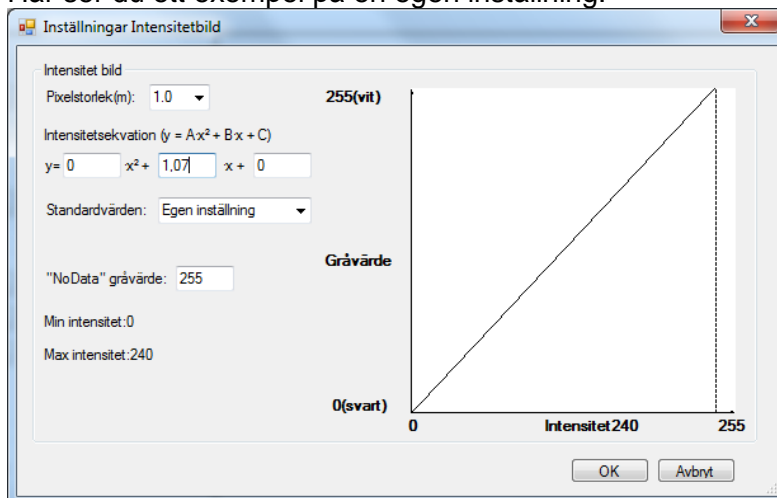 Här ser du ett exempel på en egen inställning.
Inställningar Intensitetbild
Intensitet bild
Pixelstorlek(m): 1.0
Intensitetsekvation (y = A·x² + B·x + C)
y= 0 ·x² + 1,07 ·x + 0
Standardvärden: Egen inställning
"NoData" gråvärde: 255
Min intensitet:0
Max intensitet:240
255(vit)
Gråvärde
0(svart)
0 Intensitet240 255
OK Avbryt